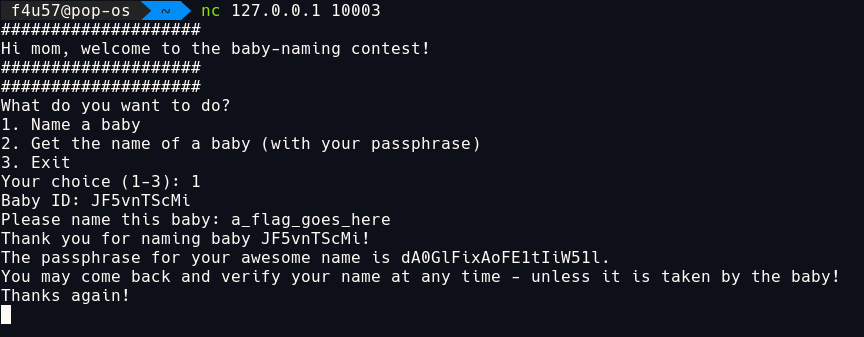 f4u57@pop-os ~ nc 127.0.0.1 10003
####################
Hi mom, welcome to the baby-naming contest!
####################
####################
What do you want to do?
1. Name a baby
2. Get the name of a baby (with your passphrase)
3. Exit
Your choice (1-3): 1
Baby ID: JF5vnTScMi
Please name this baby: a_flag_goes_here
Thank you for naming baby JF5vnTScMi!
The passphrase for your awesome name is dA0GlFixAoFE1tIiW51l.
You may come back and verify your name at any time - unless it is taken by the baby!
Thanks again!